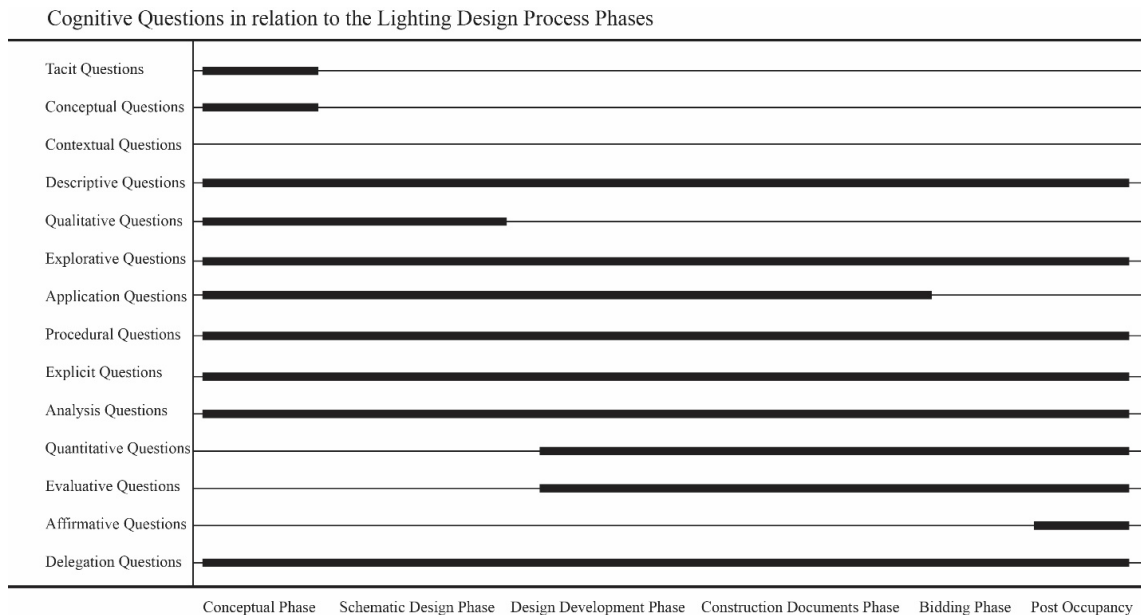 Cognitive Questions in relation to the Lighting Design Process Phases
Tacit Questions
Conceptual Questions
Contextual Questions
Descriptive Questions
Qualitative Questions
Explorative Questions
Application Questions
Procedural Questions
Explicit Questions
Analysis Questions
Quantitative Questions
Evaluative Questions
Affirmative Questions
Delegation Questions
Conceptual Phase Schematic Design Phase Design Development Phase Construction Documents Phase Bidding Phase Post Occupancy